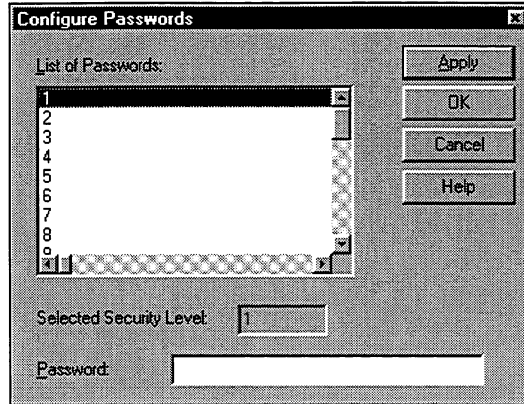 Configure Passwords
List of Passwords:
1
2
3
4
5
6
7
8
9
Apply
OK
Cancel
Help
Selected Security Level:
1
Password: